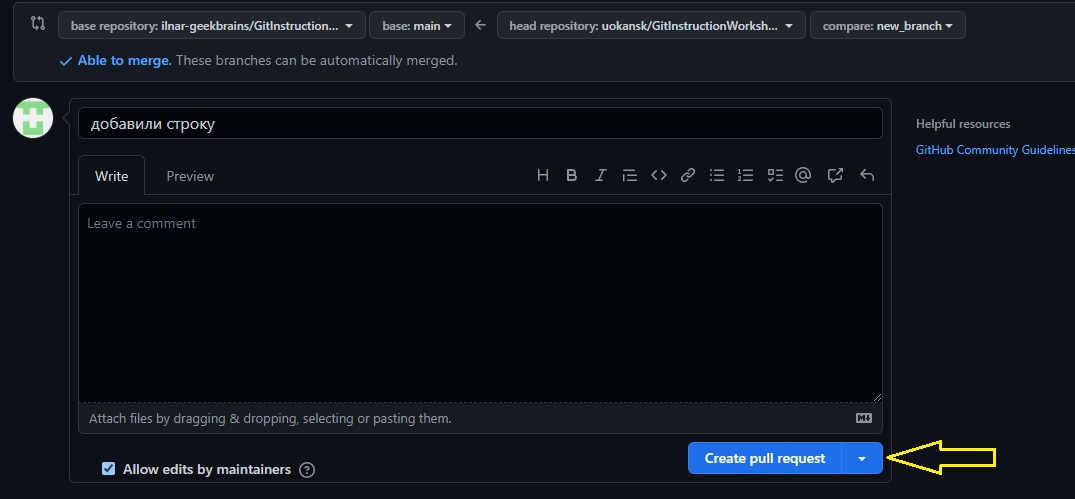 base repository: ilnar-geekbrains/GitInstruction... base: main head repository: uokansk/GitInstructionWorksh... compare: new_branch
Able to merge. These branches can be automatically merged.
добавили строку
Helpful resources
GitHub Community Guidelines
Write Preview
Leave a comment
Attach files by dragging & dropping, selecting or pasting them.
Allow edits by maintainers
Create pull request